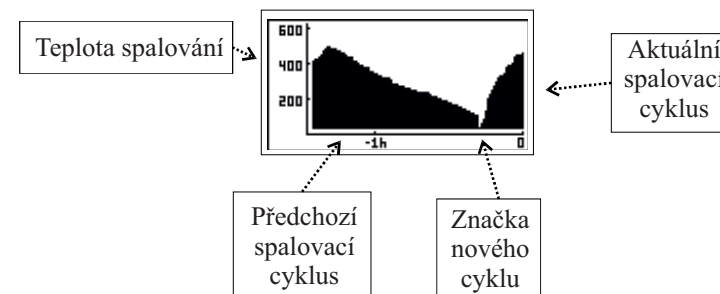 Teplota spalování
600
400
200
-1h
0
Aktuální
spalovací
cyklus
Předchozí
spalovací
cyklus
Značka
nového
cyklu